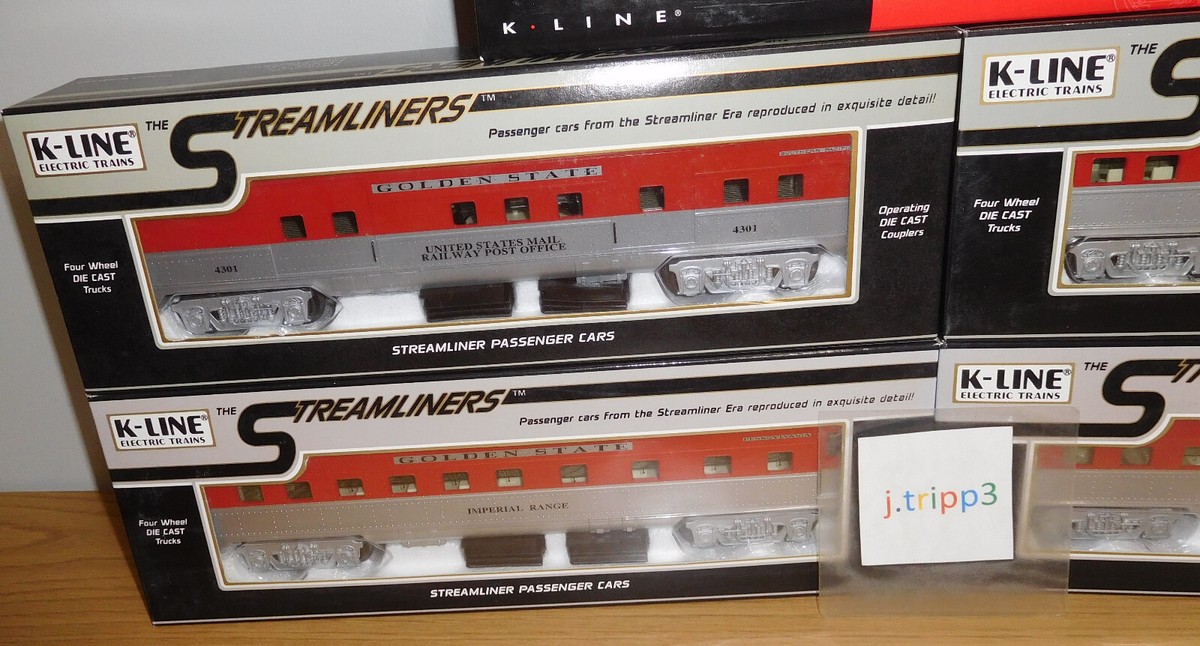 K·LINE®
K-LINE®
ELECTRIC TRAINS
THE STREAMLINERS™
Passenger cars from the Streamliner Era reproduced in exquisite detail!
GOLDEN STATE
SOUTHERN PACIFIC
UNITED STATES MAIL
RAILWAY POST OFFICE
4301
4301
Four Wheel
DIE CAST
Trucks
Operating
DIE CAST
Couplers
STREAMLINER PASSENGER CARS
K-LINE®
ELECTRIC TRAINS
THE
Four Wheel
DIE CAST
Trucks
K-LINE®
ELECTRIC TRAINS
THE STREAMLINERS™
Passenger cars from the Streamliner Era reproduced in exquisite detail!
GOLDEN STATE
PENNSYLVANIA
IMPERIAL RANGE
Four Wheel
DIE CAST
Trucks
STREAMLINER PASSENGER CARS
K-LINE®
ELECTRIC TRAINS
THE
j.tripp3